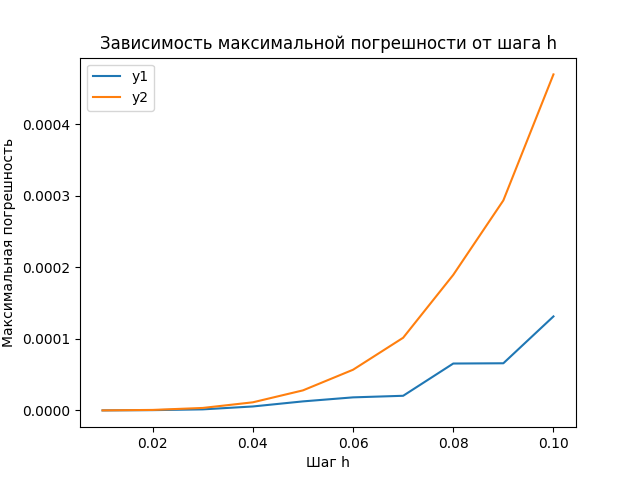 Зависимость максимальной погрешности от шага h
y1
y2
Максимальная погрешность
0.0004
0.0003
0.0002
0.0001
0.0000
0.02 0.04 0.06 0.08 0.10
Шаг h